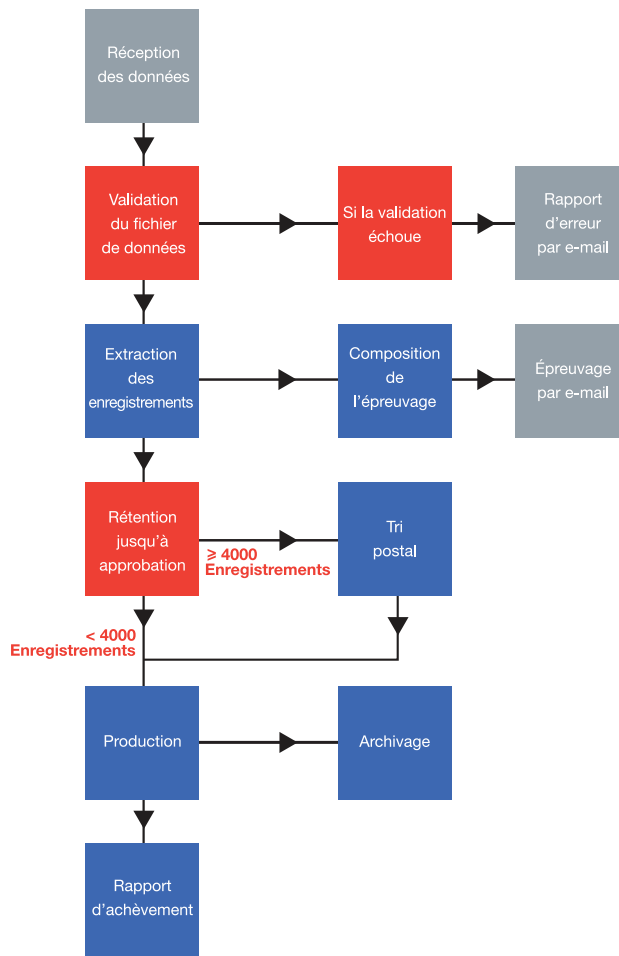 Réception
des données
Validation
du fichier
de données
Si la validation
échoue
Rapport
d'erreur
par e-mail
Extraction
des
enregistrements
Composition
de
l'épreuvage
Épreuvage
par e-mail
Rétention
jusqu'à
approbation
≥ 4000
Enregistrements
Tri
postal
< 4000
Enregistrements
Production
Archivage
Rapport
d'achèvement